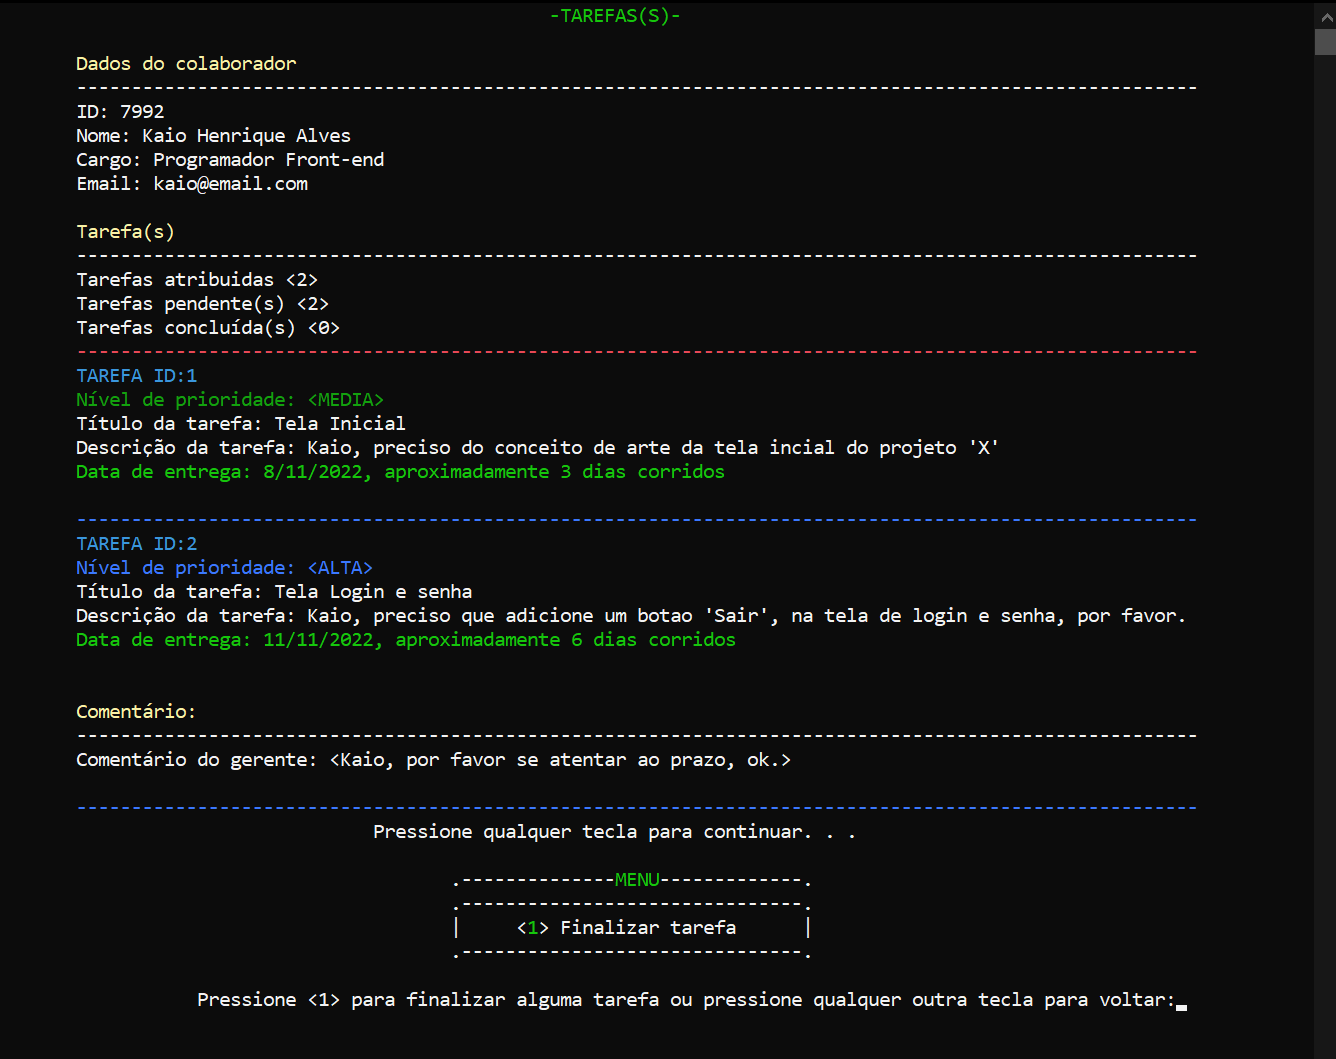 -TAREFAS(S)-
Dados do colaborador
------------------------------------------------------------------------------------------------------
ID: 7992
Nome: Kaio Henrique Alves
Cargo: Programador Front-end
Email: kaio@email.com
Tarefa(s)
------------------------------------------------------------------------------------------------------
Tarefas atribuidas <2>
Tarefas pendente(s) <2>
Tarefas concluída(s) <0>
------------------------------------------------------------------------------------------------------
TAREFA ID:1
Nível de prioridade: <MEDIA>
Título da tarefa: Tela Inicial
Descrição da tarefa: Kaio, preciso do conceito de arte da tela incial do projeto 'X'
Data de entrega: 8/11/2022, aproximadamente 3 dias corridos
------------------------------------------------------------------------------------------------------
TAREFA ID:2
Nível de prioridade: <ALTA>
Título da tarefa: Tela Login e senha
Descrição da tarefa: Kaio, preciso que adicione um botao 'Sair', na tela de login e senha, por favor.
Data de entrega: 11/11/2022, aproximadamente 6 dias corridos
Comentário:
------------------------------------------------------------------------------------------------------
Comentário do gerente: <Kaio, por favor se atentar ao prazo, ok.>
------------------------------------------------------------------------------------------------------
Pressione qualquer tecla para continuar. . .
.--------------MENU-------------.
.-------------------------------.
|     <1> Finalizar tarefa      |
.-------------------------------.
Pressione <1> para finalizar alguma tarefa ou pressione qualquer outra tecla para voltar: